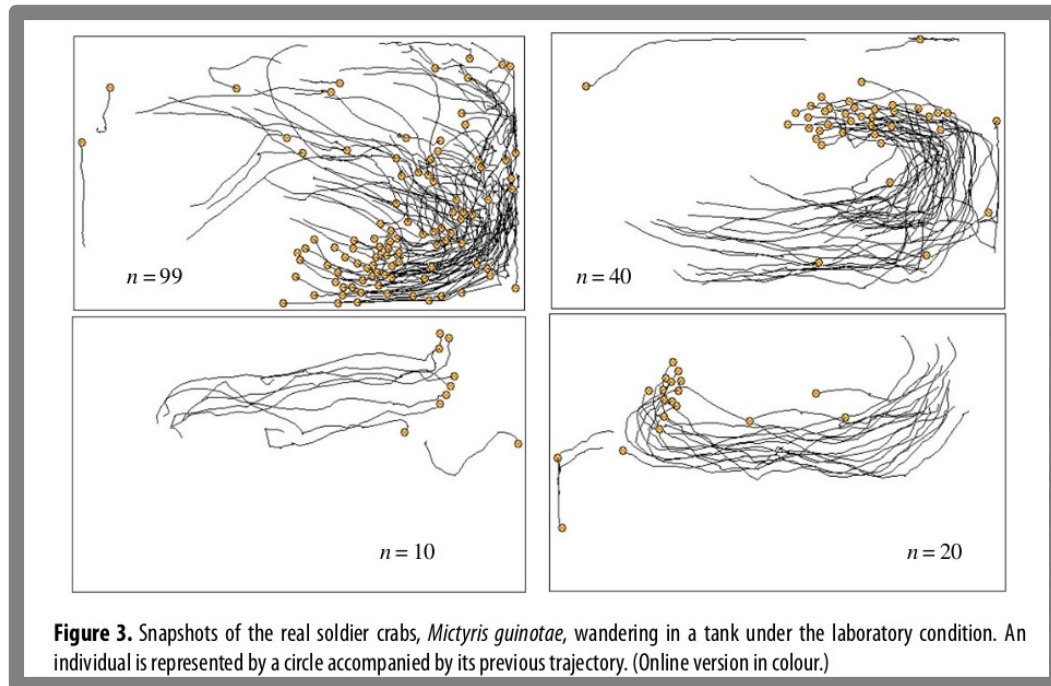 n = 99
n = 40
n = 10
n = 20
Figure 3. Snapshots of the real soldier crabs, Mictyris guinotae, wandering in a tank under the laboratory condition. An
individual is represented by a circle accompanied by its previous trajectory. (Online version in colour.)